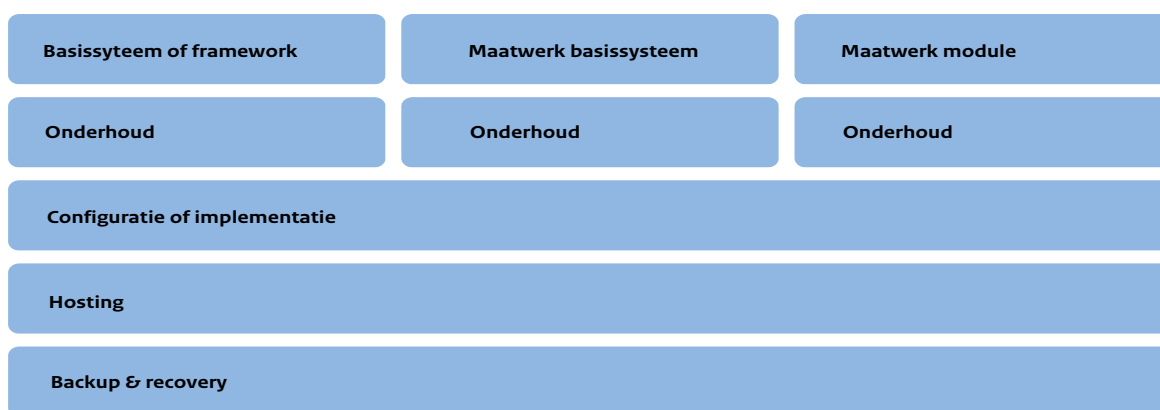 Basissyteem of framework
Maatwerk basissysteem
Maatwerk module
Onderhoud
Onderhoud
Onderhoud
Configuratie of implementatie
Hosting
Backup & recovery